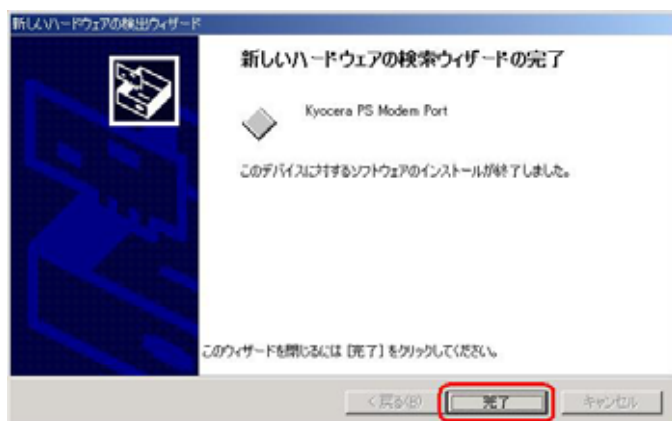 新しいハードウェアの検出ウィザード
新しいハードウェアの検索ウィザードの完了
Kyocera PS Modem Port
このデバイスに対するソフトウェアのインストールが終了しました。
このウィザードを閉じるには [完了] をクリックしてください。
< 戻る(B)
完了
キャンセル